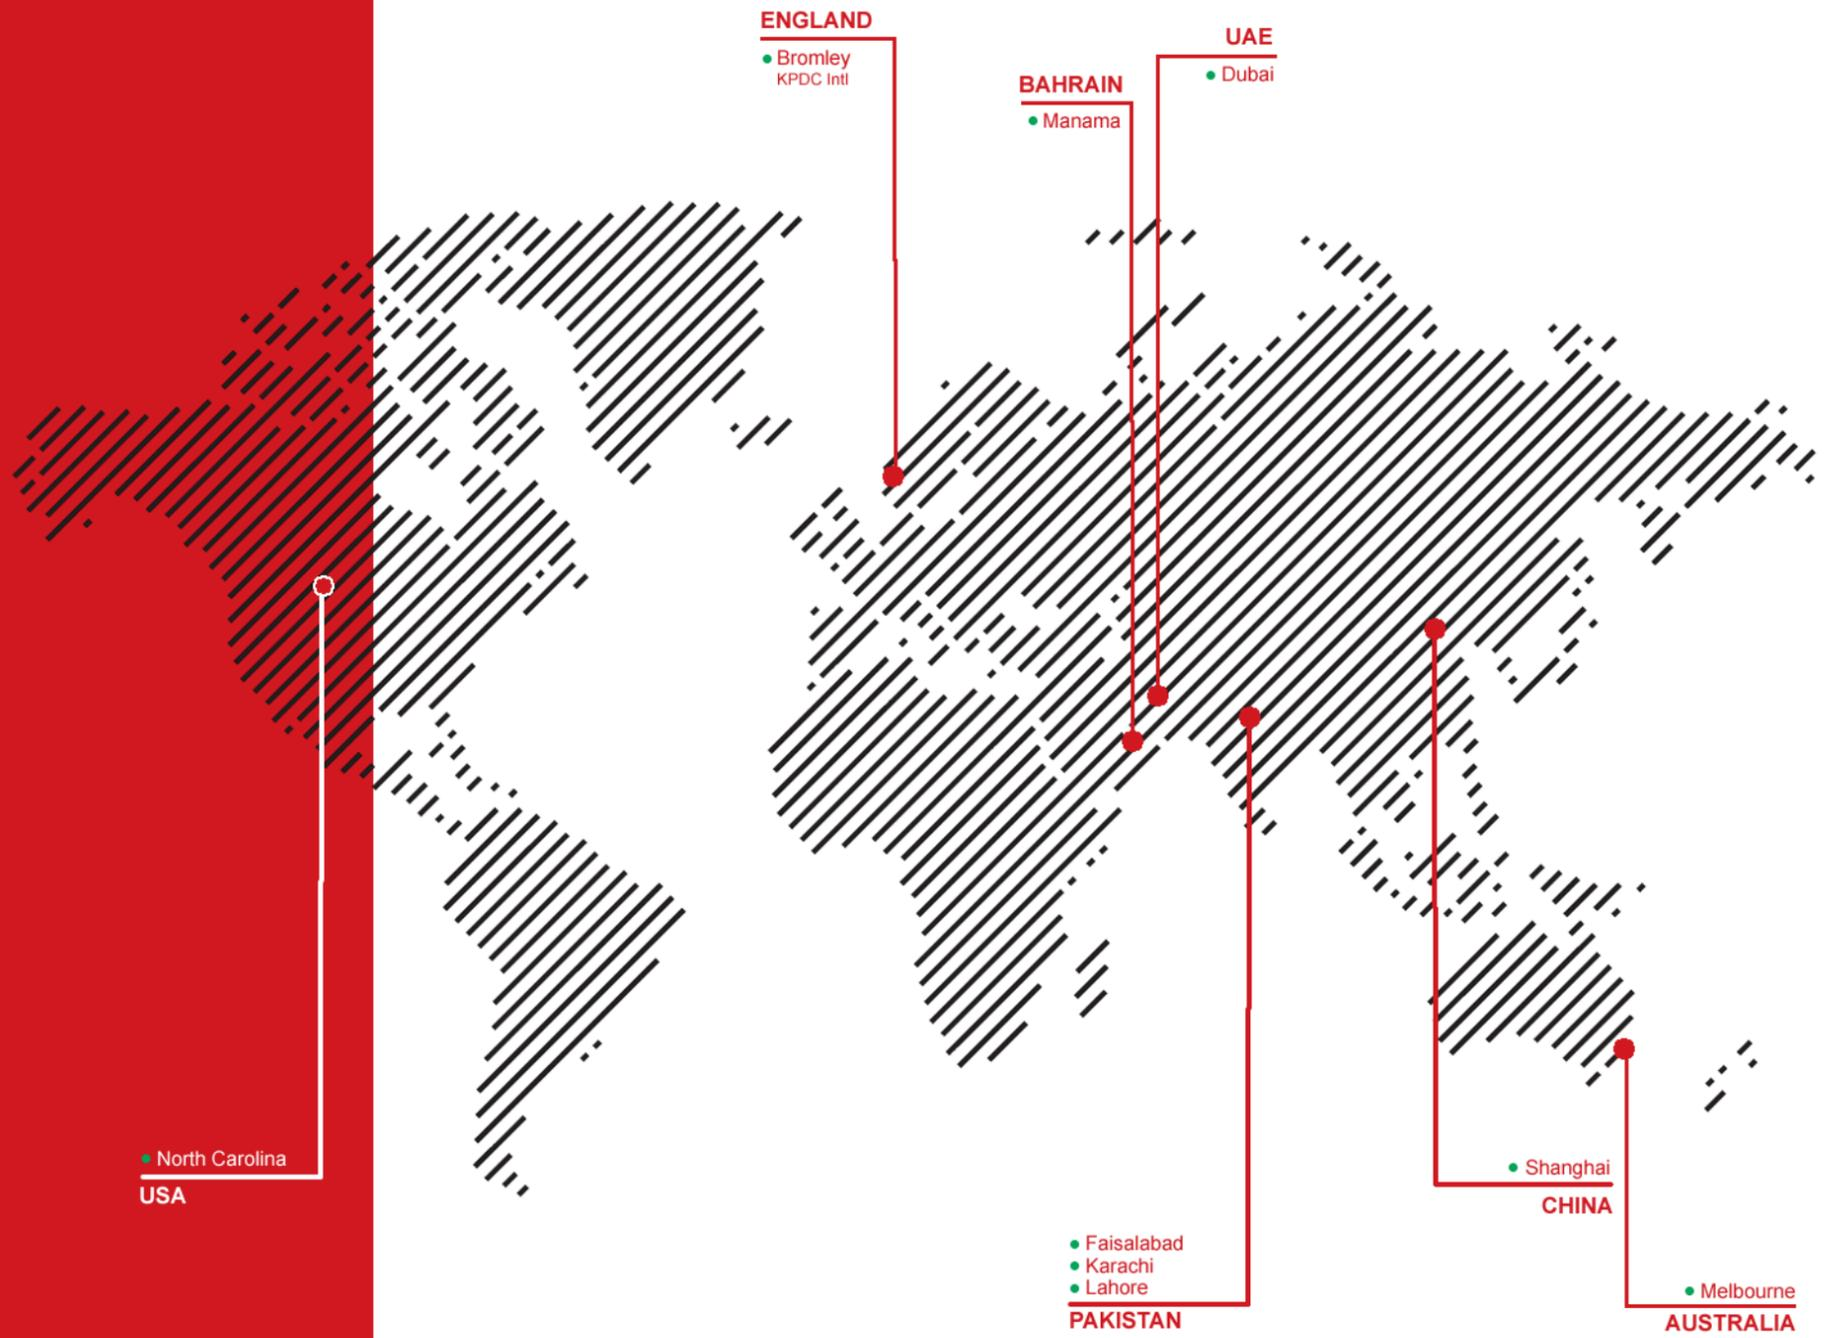 ENGLAND
Bromley
KPDC Intl
UAE
Dubai
BAHRAIN
Manama
North Carolina
USA
Shanghai
CHINA
Faisalabad
Karachi
Lahore
PAKISTAN
Melbourne
AUSTRALIA